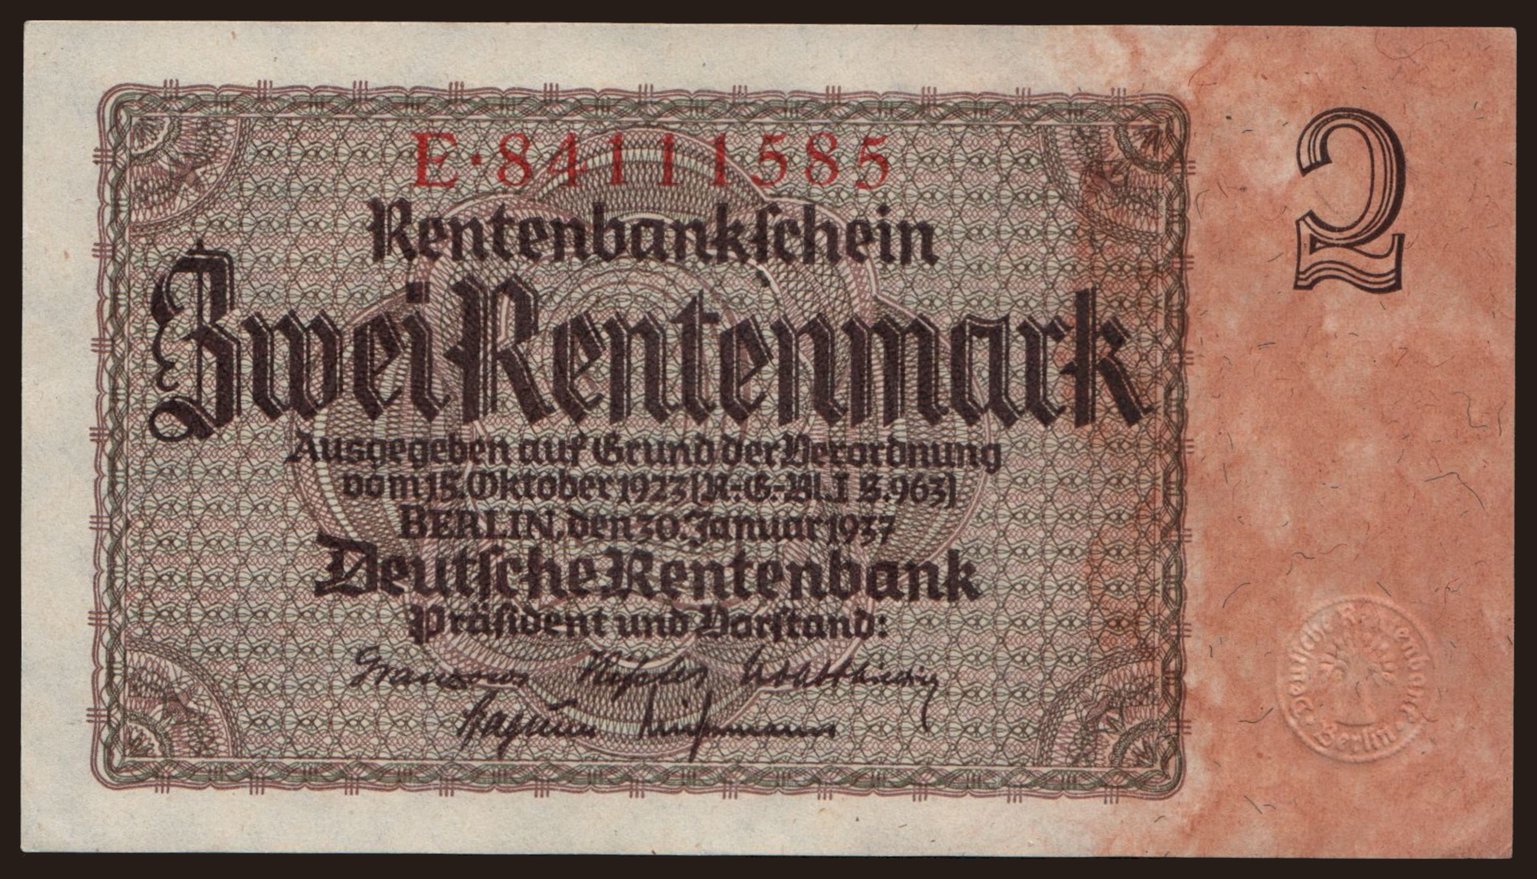 E·84111585
Rentenbankschein
2
Zwei Rentenmark
Ausgegeben auf Grund der Verordnung
vom 15. Oktober 1923 [R.-G.-Bl. I S. 963]
BERLIN, den 30. Januar 1937
Deutsche Rentenbank
Präsident und Vorstand:
Deutsche Rentenbank
Berlin